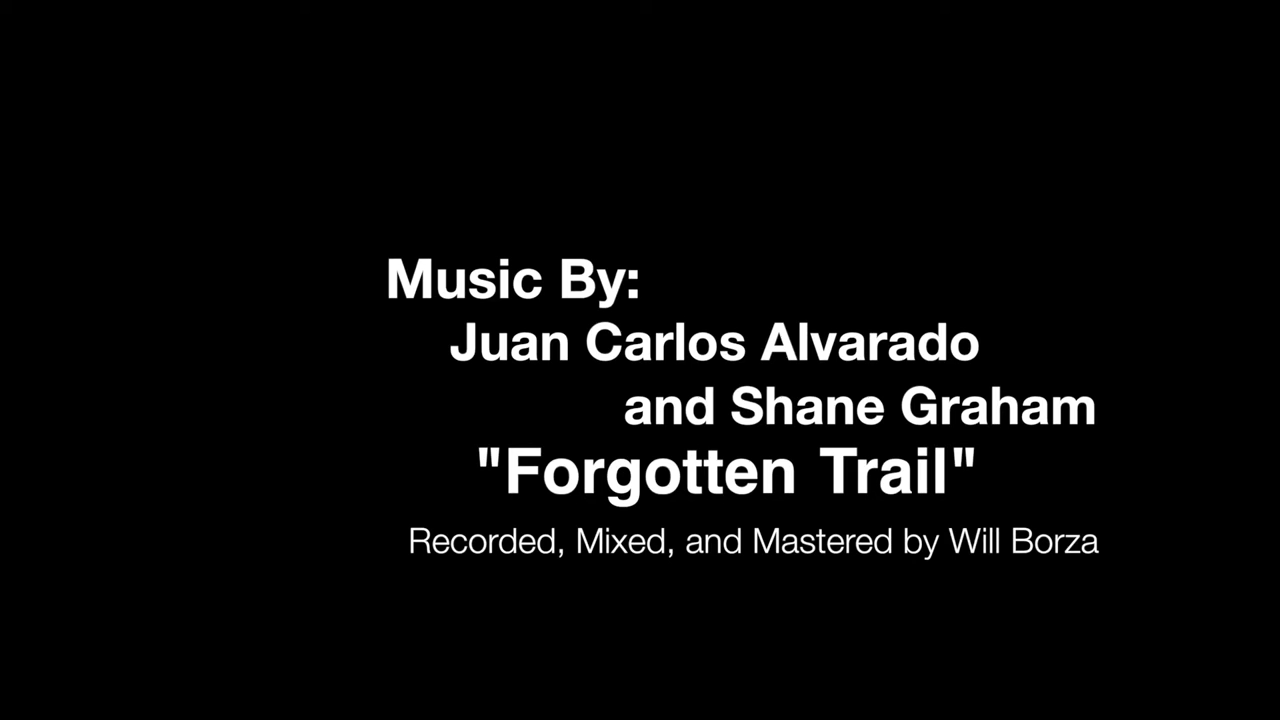 Music By:
Juan Carlos Alvarado
and Shane Graham
"Forgotten Trail"
Recorded, Mixed, and Mastered by Will Borza